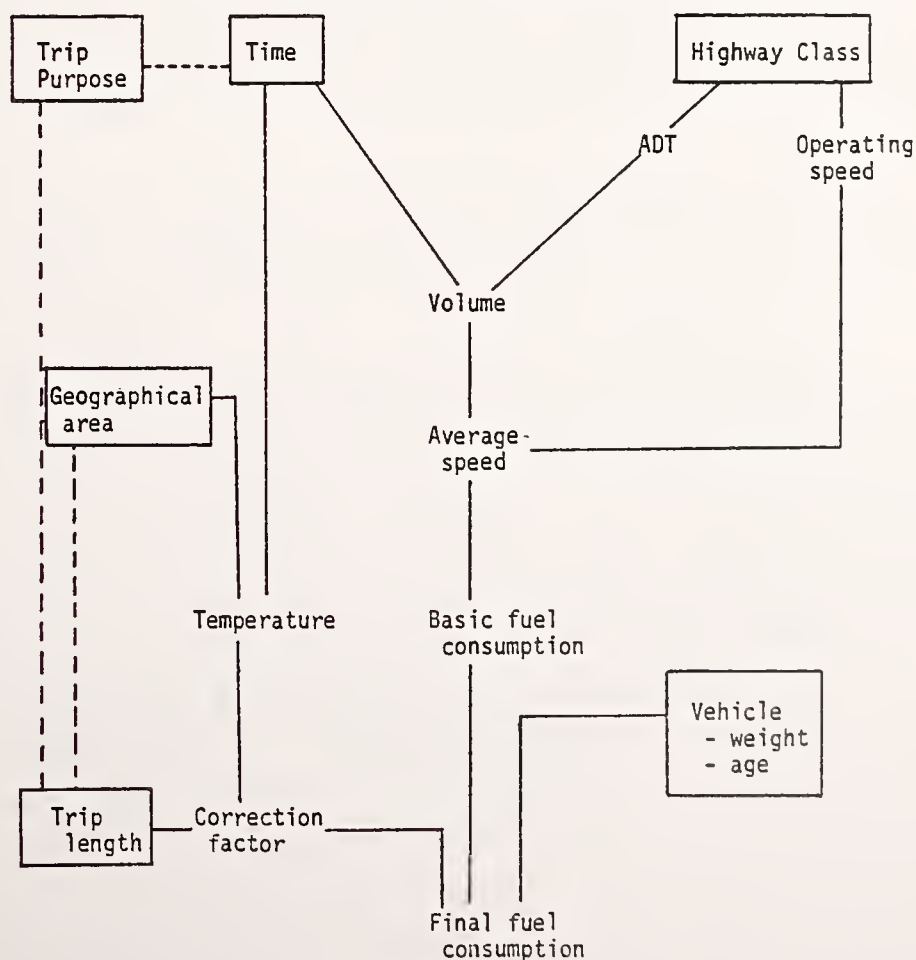 Trip
Purpose
Time
Highway Class
ADT
Operating
speed
Volume
Geographical
area
Average-
speed
Temperature
Basic fuel
consumption
Vehicle
- weight
- age
Trip
length
Correction
factor
Final fuel
consumption